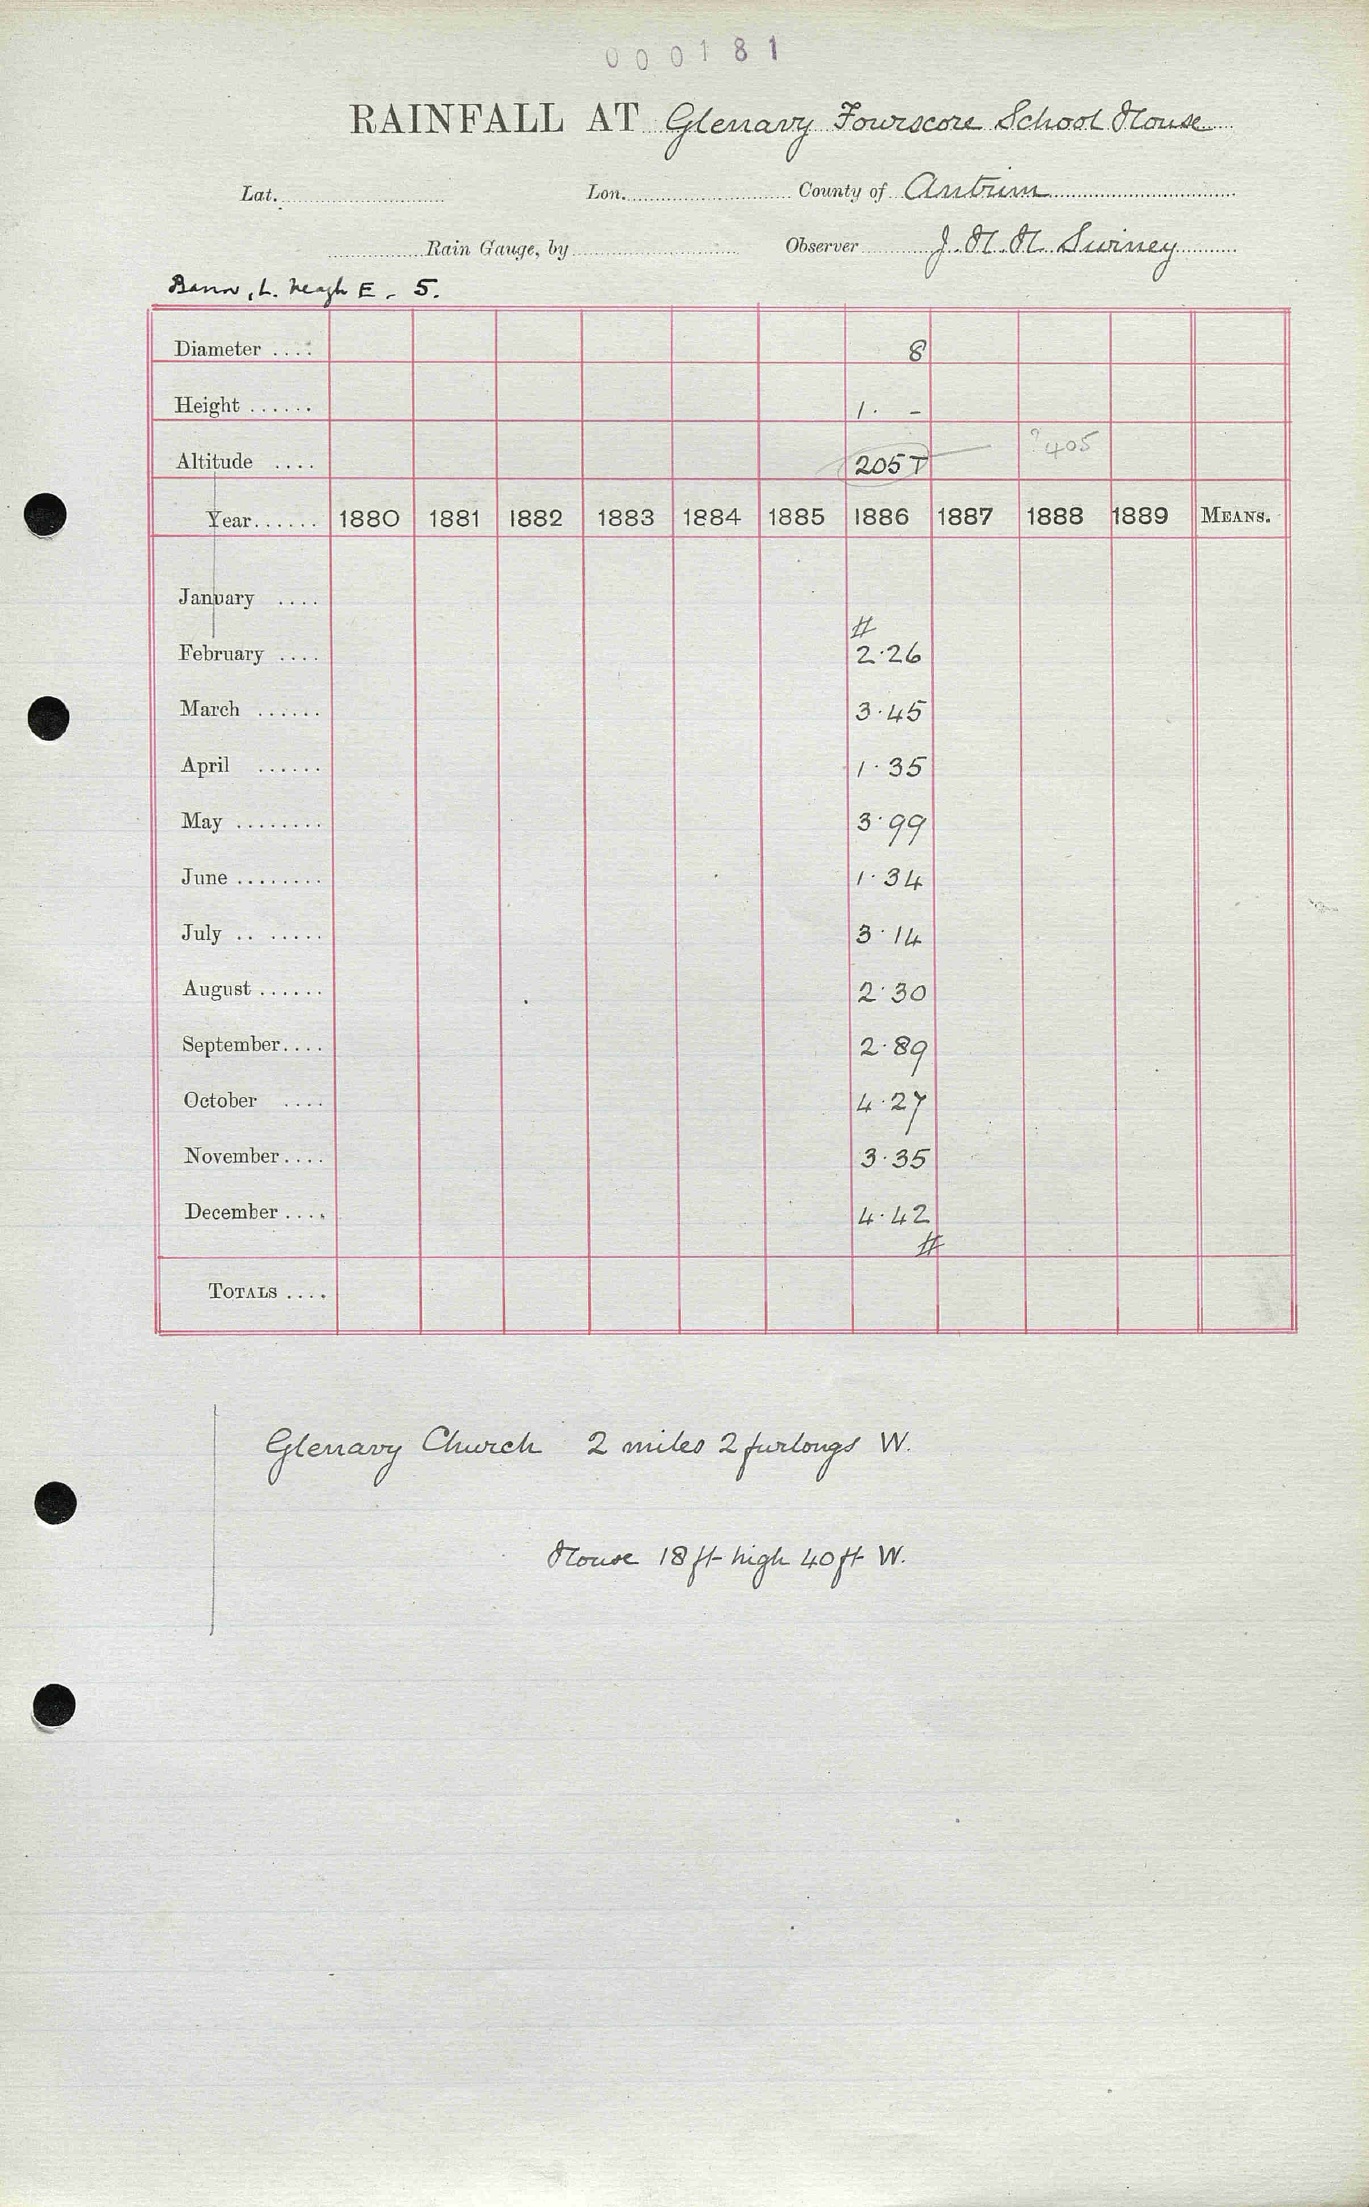 000181
RAINFALL AT Glenavy Fourscore School House
Lat. Lon. County of Antrim
Rain Gauge, by Observer J. H. H. Swiney
Bann, L. Neagh E. 5.
Diameter .... 8
Height ...... 1. -
Altitude .... 205 T ?405
Year...... 1880 1881 1882 1883 1884 1885 1886 1887 1888 1889 MEANS.
January ....
#
February .... 2.26
March ...... 3.45
April ...... 1.35
May ........ 3.99
June ........ 1.34
July .. ..... 3.14
August ...... 2.30
September.... 2.89
October .... 4.27
November.... 3.35
December .... 4.42
#
TOTALS ....
Glenavy Church 2 miles 2 furlongs W.
House 18 ft high 40 ft W.